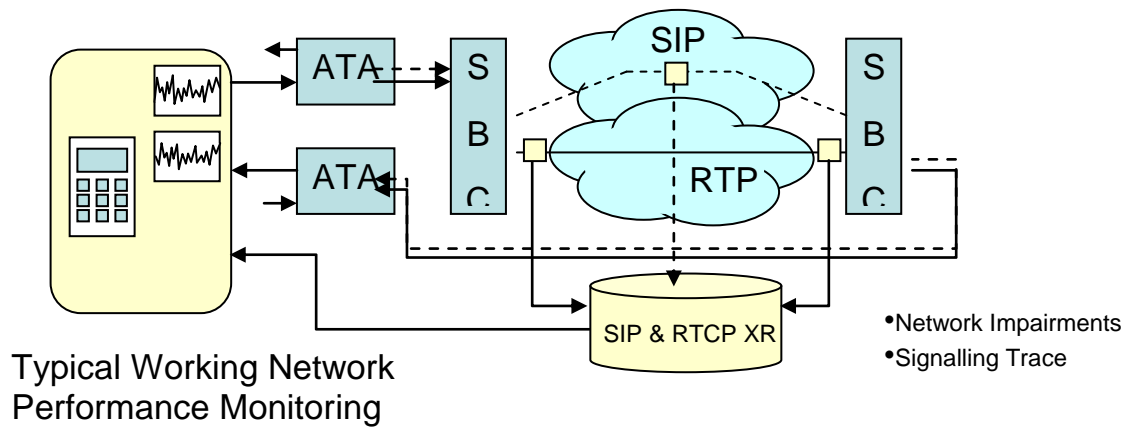 ATA
S
B
C
SIP
S
B
C
ATA
RTP
SIP & RTCP XR
•Network Impairments
•Signalling Trace
Typical Working Network
Performance Monitoring